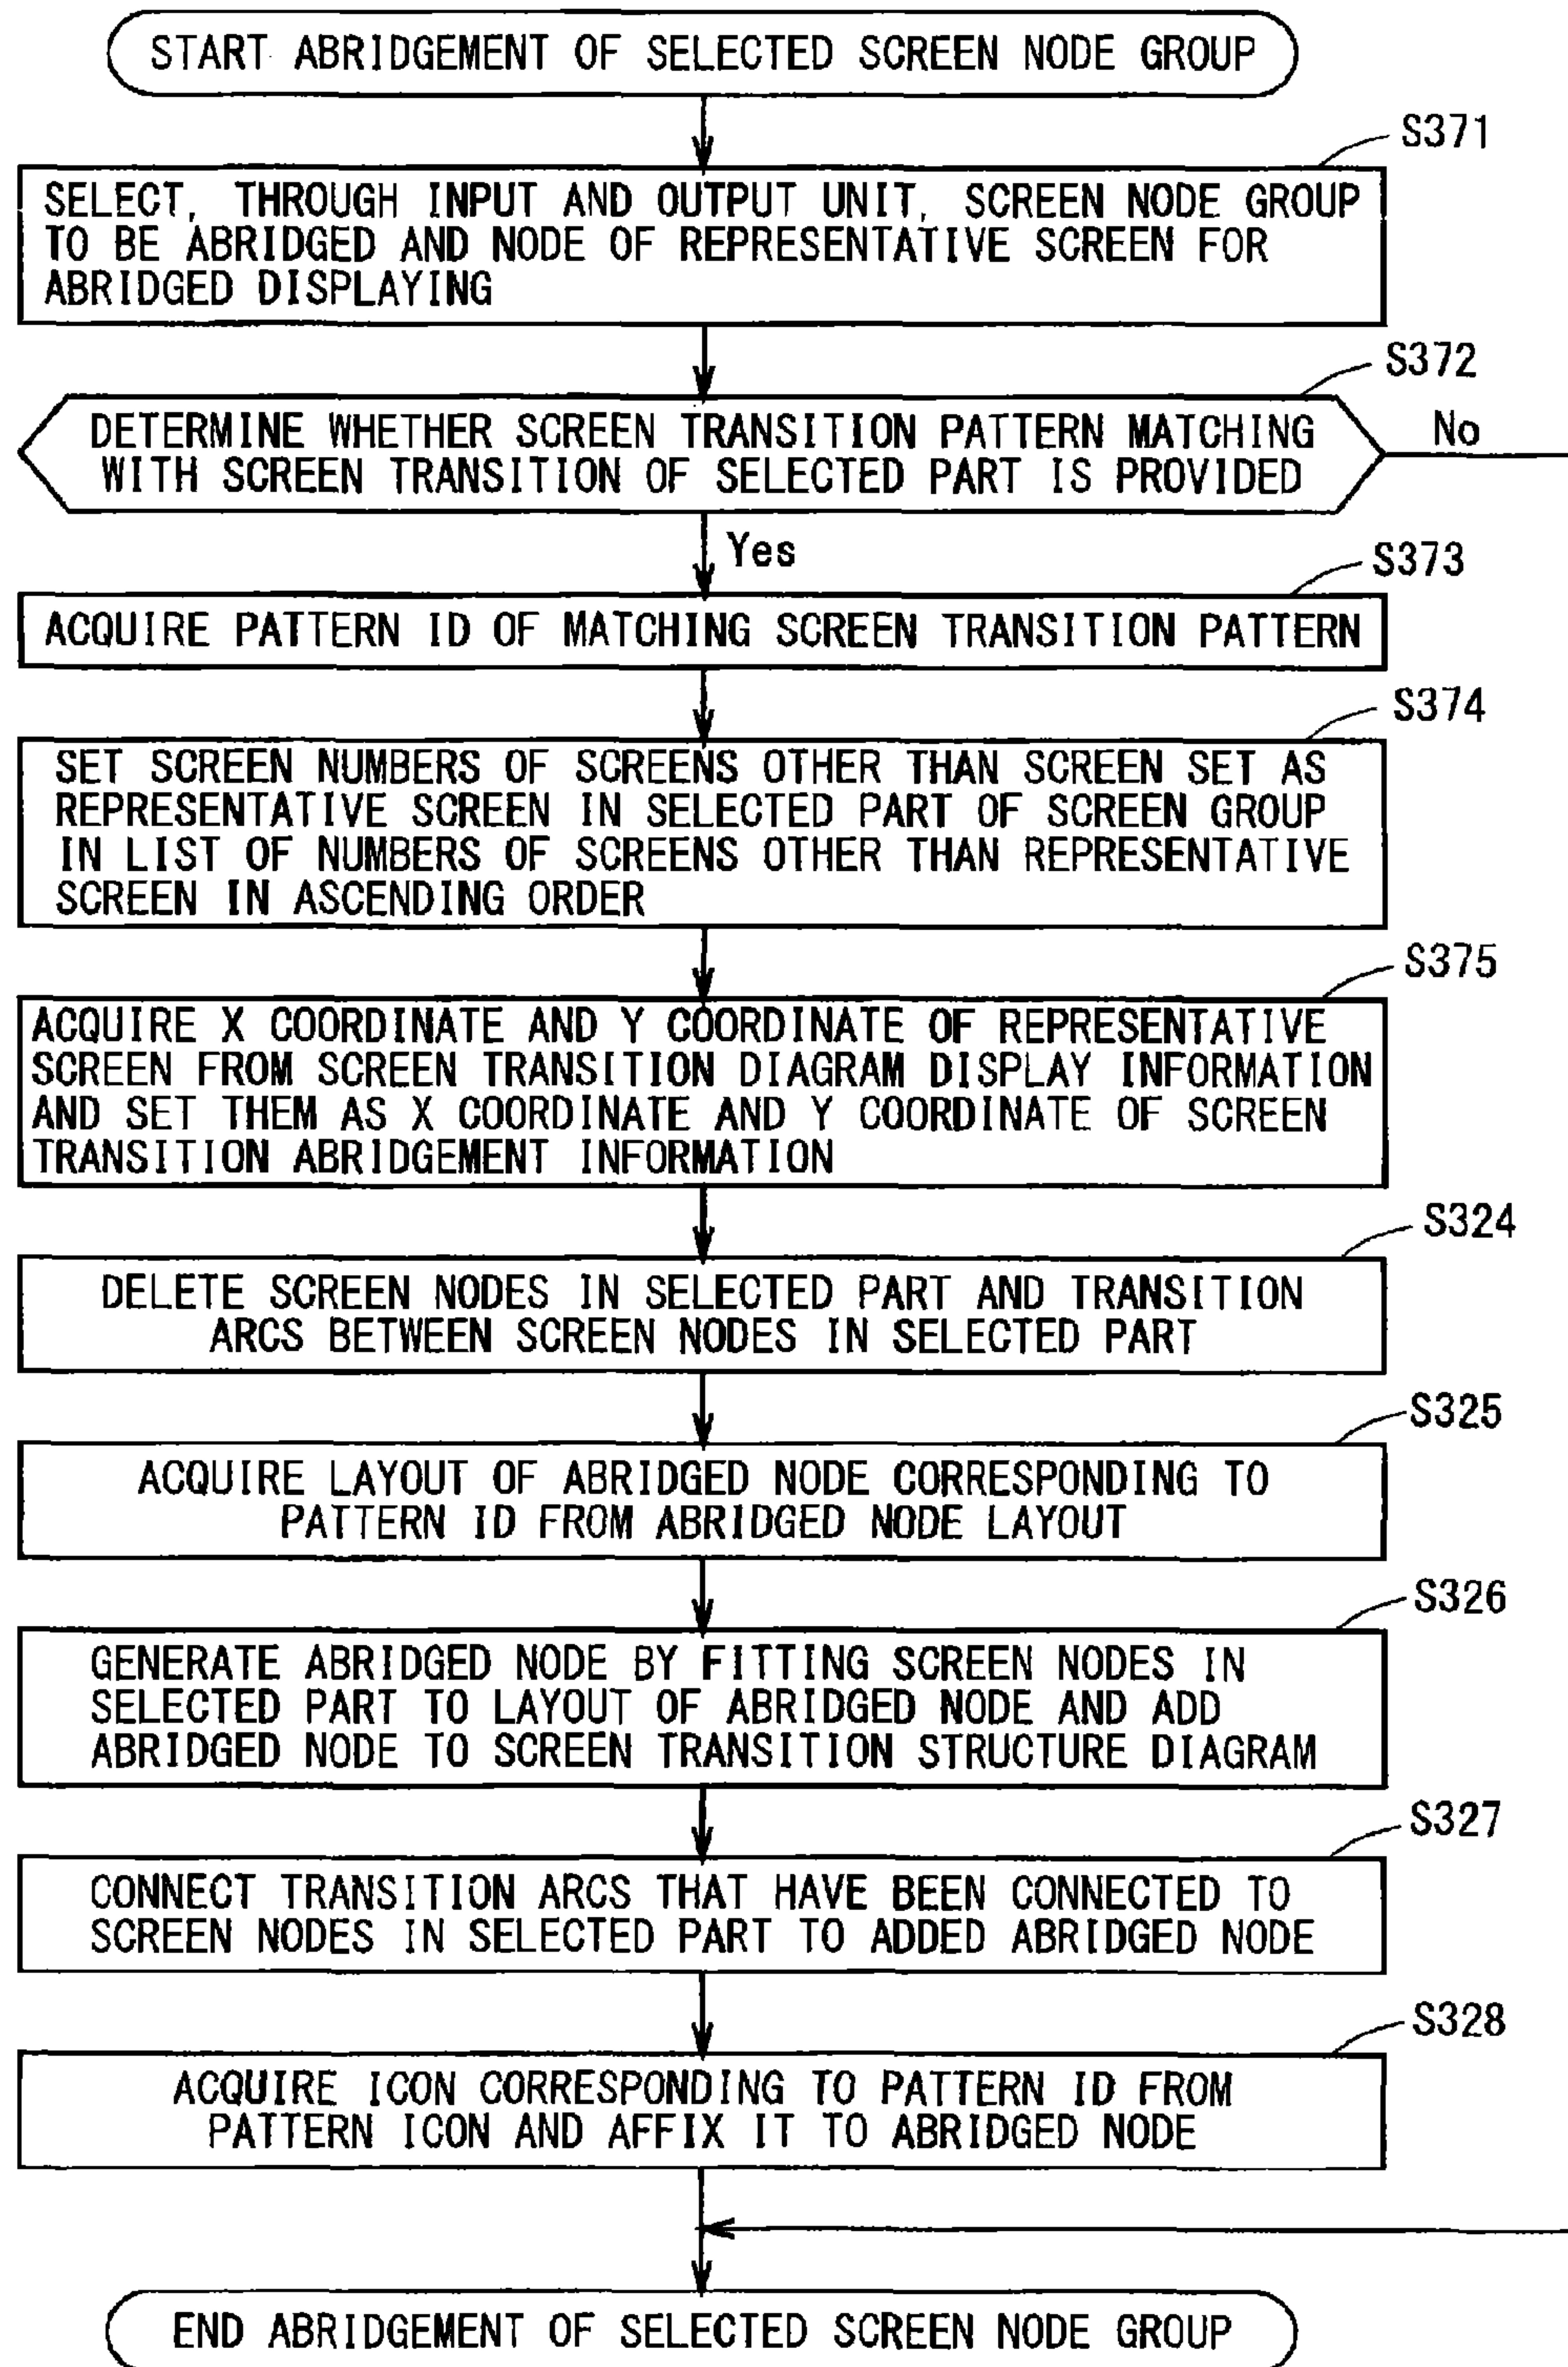 START ABRIDGEMENT OF SELECTED SCREEN NODE GROUP
S371
SELECT, THROUGH INPUT AND OUTPUT UNIT, SCREEN NODE GROUP
TO BE ABRIDGED AND NODE OF REPRESENTATIVE SCREEN FOR
ABRIDGED DISPLAYING
S372
DETERMINE WHETHER SCREEN TRANSITION PATTERN MATCHING
WITH SCREEN TRANSITION OF SELECTED PART IS PROVIDED
No
Yes
S373
ACQUIRE PATTERN ID OF MATCHING SCREEN TRANSITION PATTERN
S374
SET SCREEN NUMBERS OF SCREENS OTHER THAN SCREEN SET AS
REPRESENTATIVE SCREEN IN SELECTED PART OF SCREEN GROUP
IN LIST OF NUMBERS OF SCREENS OTHER THAN REPRESENTATIVE
SCREEN IN ASCENDING ORDER
S375
ACQUIRE X COORDINATE AND Y COORDINATE OF REPRESENTATIVE
SCREEN FROM SCREEN TRANSITION DIAGRAM DISPLAY INFORMATION
AND SET THEM AS X COORDINATE AND Y COORDINATE OF SCREEN
TRANSITION ABRIDGEMENT INFORMATION
S324
DELETE SCREEN NODES IN SELECTED PART AND TRANSITION
ARCS BETWEEN SCREEN NODES IN SELECTED PART
S325
ACQUIRE LAYOUT OF ABRIDGED NODE CORRESPONDING TO
PATTERN ID FROM ABRIDGED NODE LAYOUT
S326
GENERATE ABRIDGED NODE BY FITTING SCREEN NODES IN
SELECTED PART TO LAYOUT OF ABRIDGED NODE AND ADD
ABRIDGED NODE TO SCREEN TRANSITION STRUCTURE DIAGRAM
S327
CONNECT TRANSITION ARCS THAT HAVE BEEN CONNECTED TO
SCREEN NODES IN SELECTED PART TO ADDED ABRIDGED NODE
S328
ACQUIRE ICON CORRESPONDING TO PATTERN ID FROM
PATTERN ICON AND AFFIX IT TO ABRIDGED NODE
END ABRIDGEMENT OF SELECTED SCREEN NODE GROUP